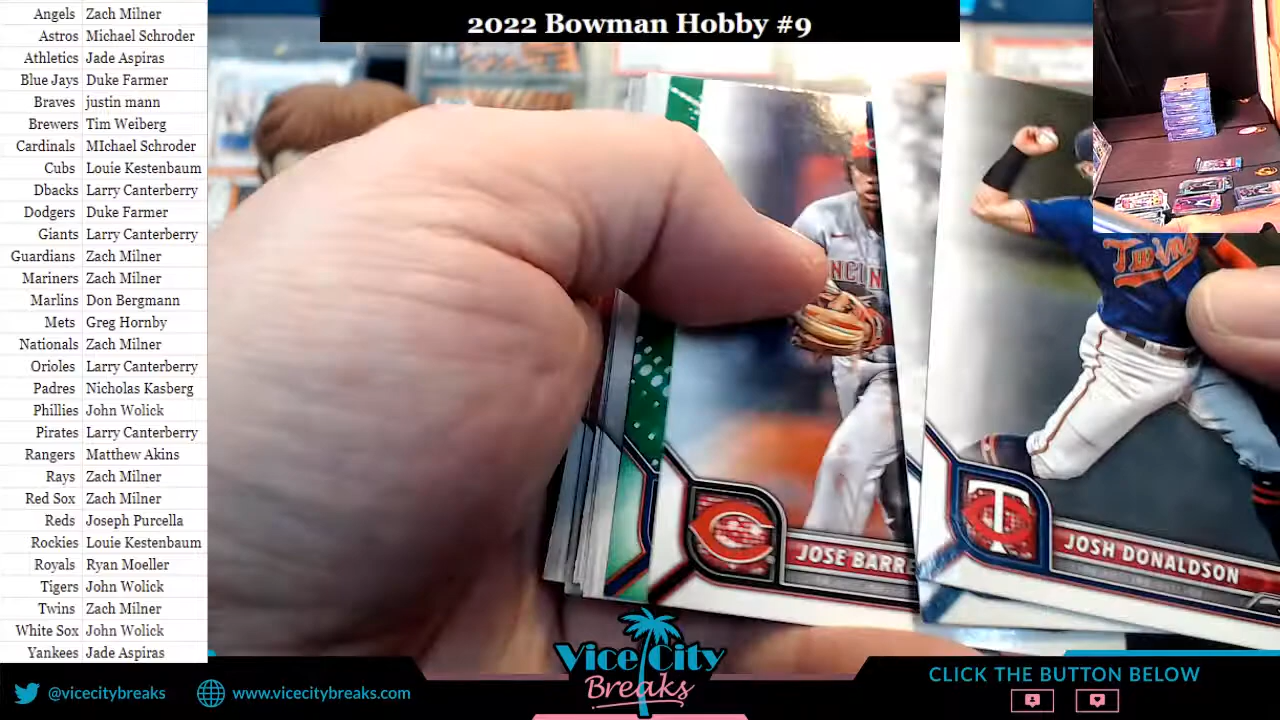 2022 Bowman Hobby #9
Angels Zach Milner
Astros Michael Schroder
Athletics Jade Aspiras
Blue Jays Duke Farmer
Braves justin mann
Brewers Tim Weiberg
Cardinals MIchael Schroder
Cubs Louie Kestenbaum
Dbacks Larry Canterberry
Dodgers Duke Farmer
Giants Larry Canterberry
Guardians Zach Milner
Mariners Zach Milner
Marlins Don Bergmann
Mets Greg Hornby
Nationals Zach Milner
Orioles Larry Canterberry
Padres Nicholas Kasberg
Phillies John Wolick
Pirates Larry Canterberry
Rangers Matthew Akins
Rays Zach Milner
Red Sox Zach Milner
Reds Joseph Purcella
Rockies Louie Kestenbaum
Royals Ryan Moeller
Tigers John Wolick
Twins Zach Milner
White Sox John Wolick
Yankees Jade Aspiras
NCIN
Twins
JOSE BARRE
JOSH DONALDSON
Vice City
Breaks
@vicecitybreaks
www.vicecitybreaks.com
CLICK THE BUTTON BELOW